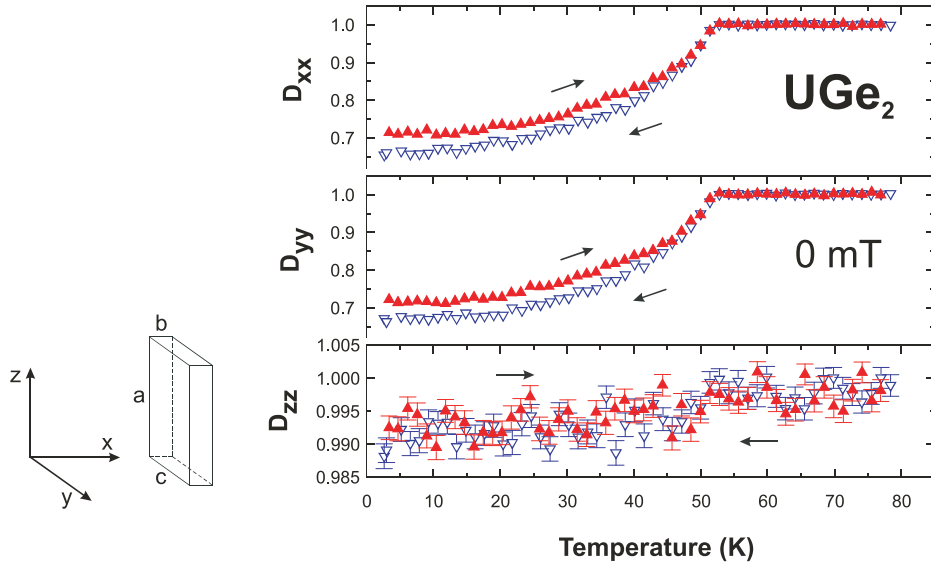 1.0
0.9
0.8
0.7
D_xx
UGe₂
1.0
0.9
0.8
0.7
D_yy
0 mT
1.005
1.000
0.995
0.990
0.985
D_zz
0 10 20 30 40 50 60 70 80
Temperature (K)
b
z
a
x
c
y